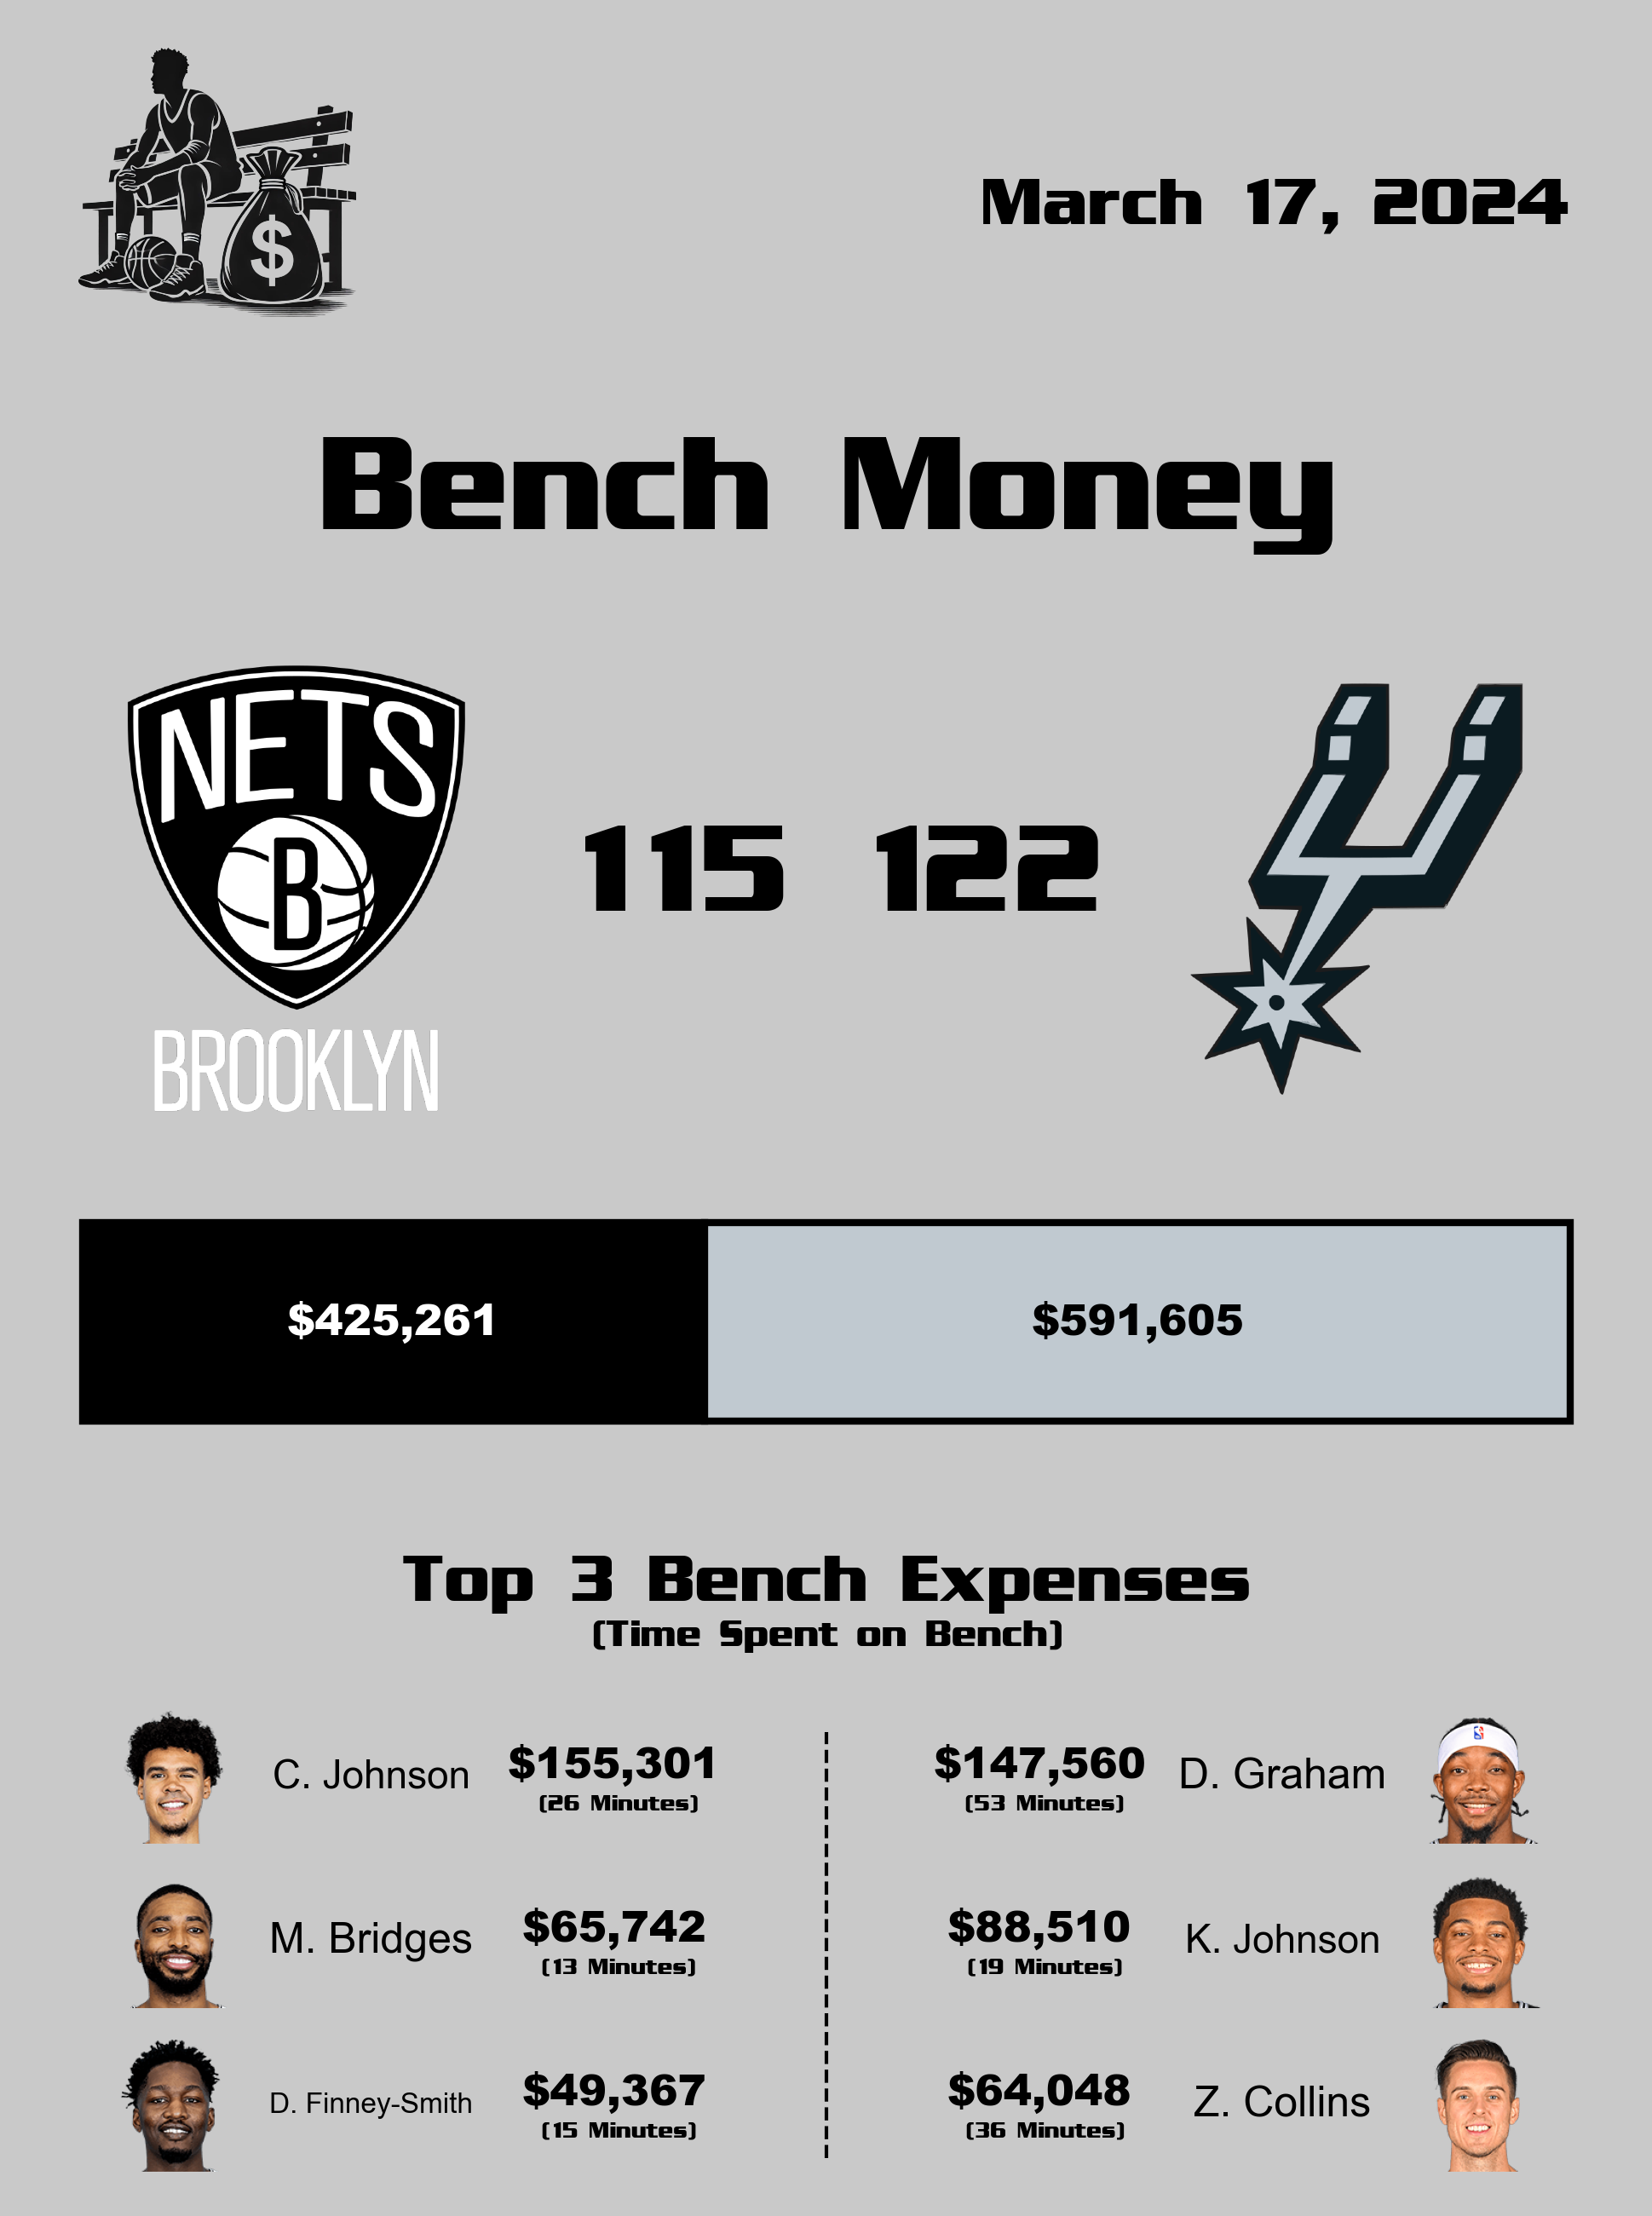 $
March 17, 2024
Bench Money
NETS
B
BROOKLYN
115 122
$425,261 $591,605
Top 3 Bench Expenses
(Time Spent on Bench)
C. Johnson $155,301 $147,560 D. Graham
(26 Minutes) (53 Minutes)
M. Bridges $65,742 $88,510 K. Johnson
(13 Minutes) (19 Minutes)
D. Finney-Smith $49,367 $64,048 Z. Collins
(15 Minutes) (36 Minutes)